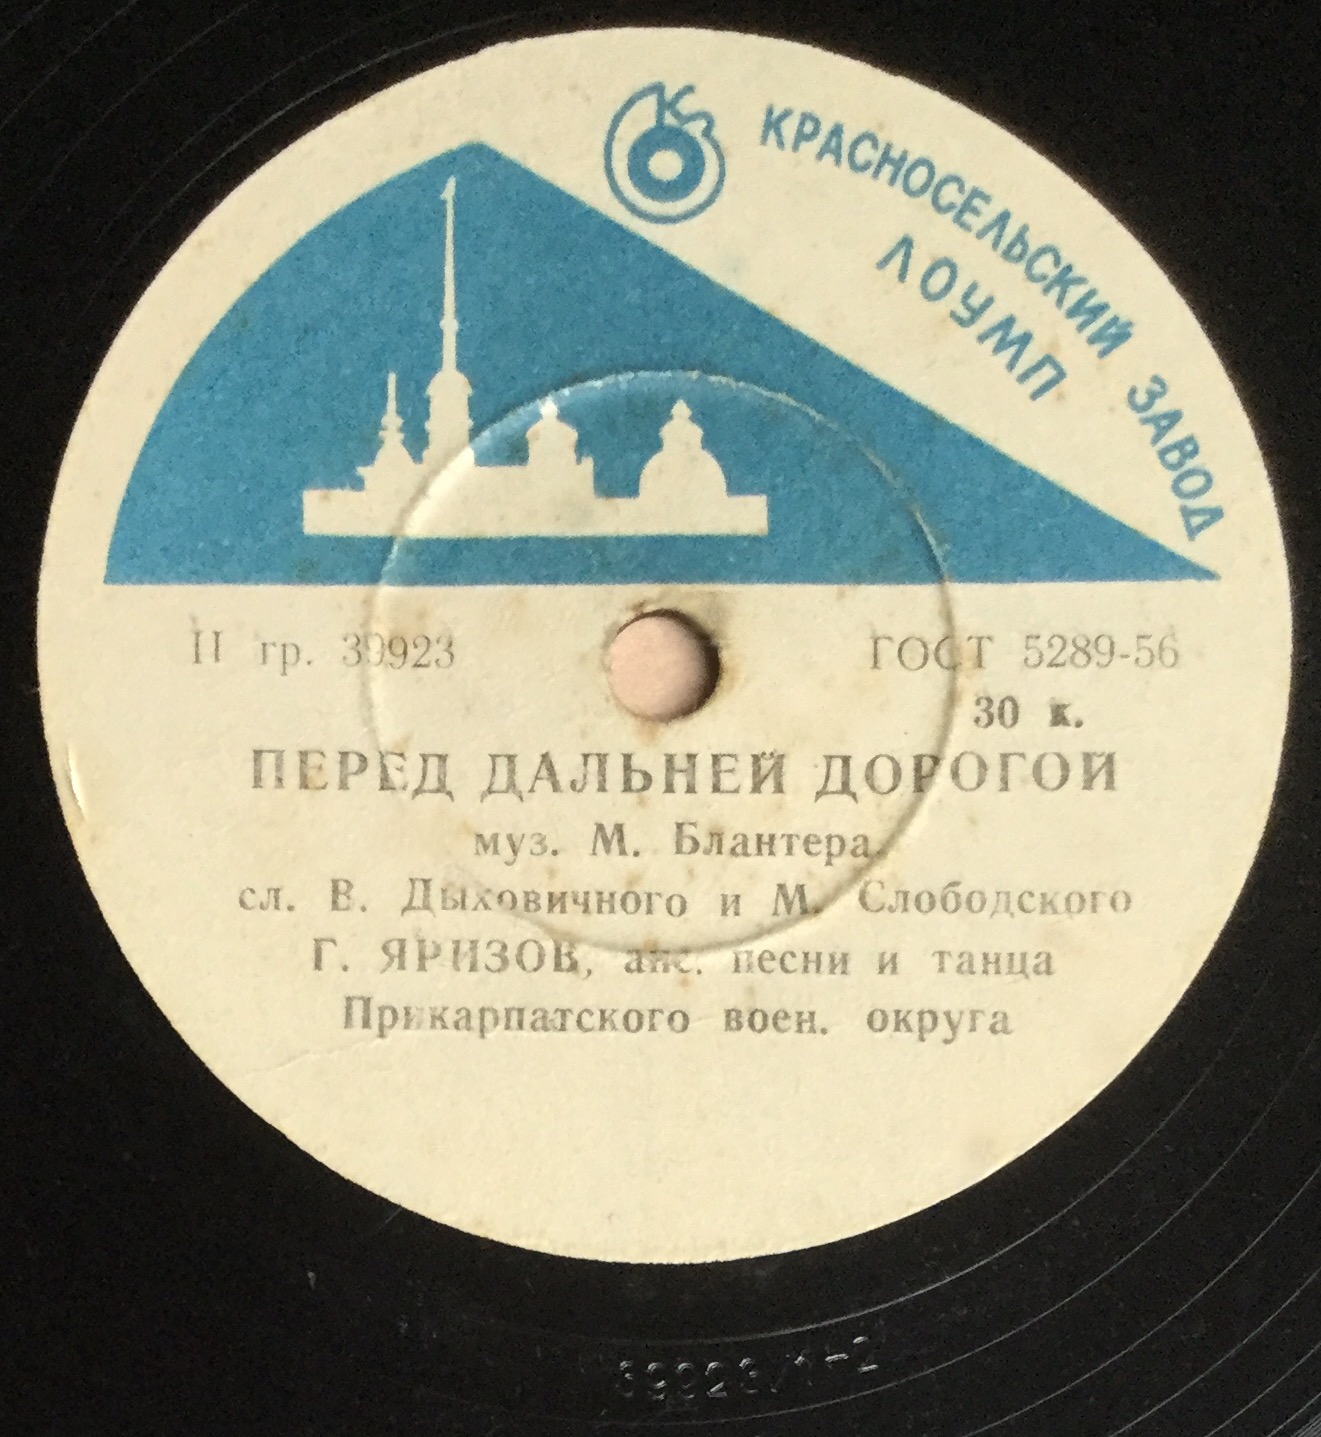 КРАСНОСЕЛЬСКИЙ ЗАВОД
ЛОУМП
II гр. 39923
ГОСТ 5289-56
30 к.
ПЕРЕД ДАЛЬНЕЙ ДОРОГОЙ
муз. М. Блантера,
сл. В. Дыховичного и М. Слободского
Г. ЯРИЗОВ, анс. песни и танца
Прикарпатского воен. округа
39923/1-2